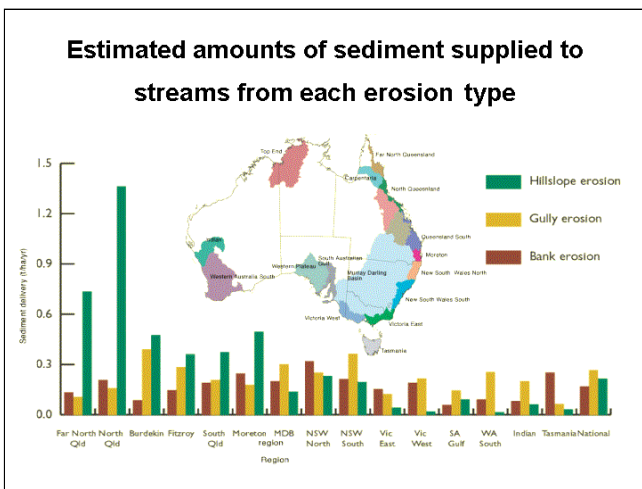 Estimated amounts of sediment supplied to
streams from each erosion type
Top End
Far North Queensland
Carpentaria
North Queensland
Queensland South
Moreton
New South Wales North
New South Wales South
Victoria East
Tasmania
Victoria West
Murray Darling
Basin
South Australian
Gulf
Western Plateau
Indian
Western Australia South
Hillslope erosion
Gully erosion
Bank erosion
Sediment delivery (t/ha/yr)
1.5
1.2
0.9
0.6
0.3
0.0
Far North
Qld
North
Qld
Burdekin
Fitzroy
South
Qld
Moreton
MDB
region
NSW
North
NSW
South
Vic
East
Vic
West
SA
Gulf
WA
South
Indian
Tasmania
National
Region